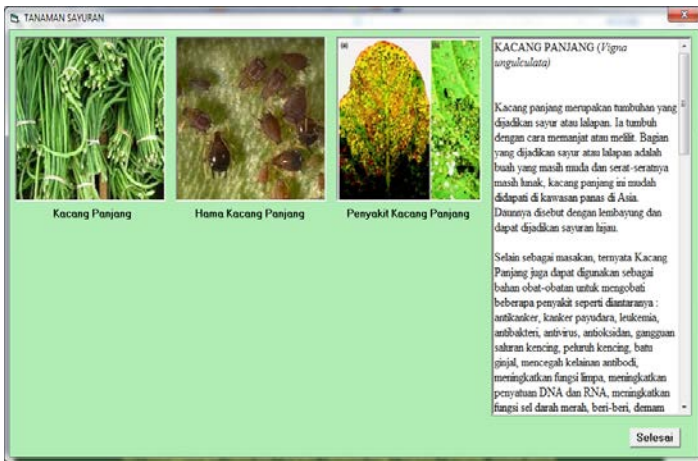 TANAMAN SAYURAN
Kacang Panjang
Hama Kacang Panjang
Penyakit Kacang Panjang
KACANG PANJANG (Vigna
ungulculata)
Kacang panjang merupakan tumbuhan yang
dijadikan sayur atau lalapan. Ia tumbuh
dengan cara memanjat atau melilit. Bagian
yang dijadikan sayur atau lalapan adalah
buah yang masih muda dan serat-seratnya
masih lunak, kacang panjang ini mudah
didapati di kawasan panas di Asia.
Daunnya disebut dengan lembayung dan
dapat dijadikan sayuran hijau.
Selain sebagai masakan, ternyata Kacang
Panjang juga dapat digunakan sebagai
bahan obat-obatan untuk mengobati
beberapa penyakit seperti diantaranya :
antikanker, kanker payudara, leukemia,
antibakteri, antivirus, antioksidan, gangguan
saluran kencing, peluruh kencing, batu
ginjal, mencegah kelainan antibodi,
meningkatkan fungsi limpa, meningkatkan
penyatuan DNA dan RNA, meningkatkan
fungsi sel darah merah, beri-beri, demam
Selesai